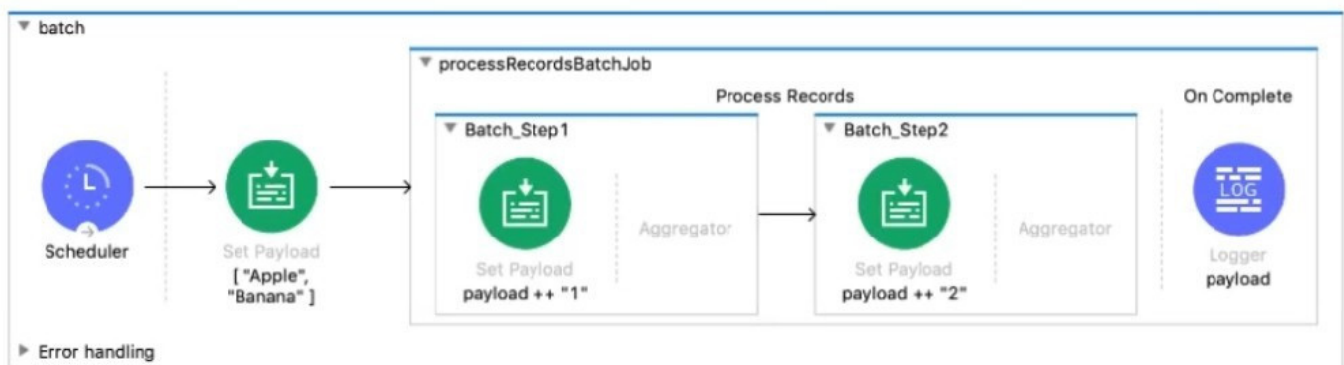 batch
processRecordsBatchJob
Process Records
On Complete
Batch_Step1
Batch_Step2
LOG
Scheduler
Set Payload
[ "Apple",
"Banana" ]
Set Payload
payload ++ "1"
Aggregator
Set Payload
payload ++ "2"
Aggregator
Logger
payload
Error handling